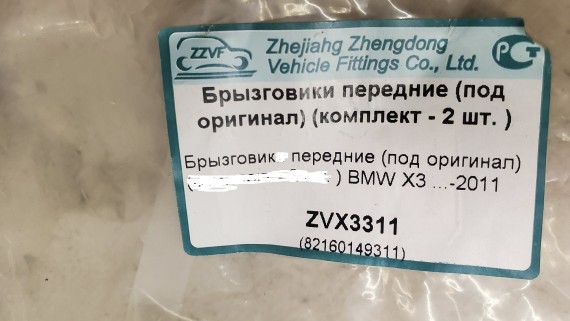 ZZVF
Zhejiahg Zhengdong
Vehicle Fittings Co., Ltd.
РСТ
Брызговики передние (под
оригинал) (комплект - 2 шт. )
Брызговик передние (под оригинал)
( ) BMW X3 ...-2011
ZVX3311
(82160149311)